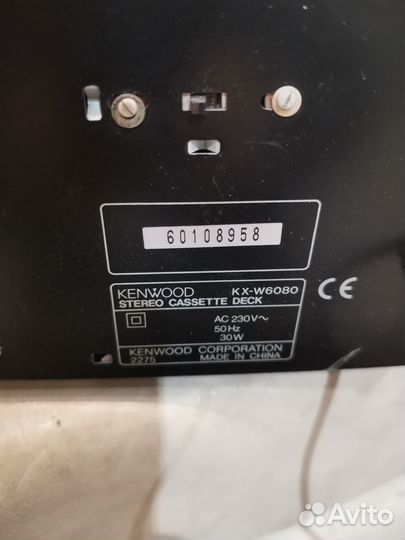 60108958
KENWOOD KX-W6080
STEREO CASSETTE DECK
AC 230V~
50Hz
30W
KENWOOD CORPORATION
2275 MADE IN CHINA
CE
Avito